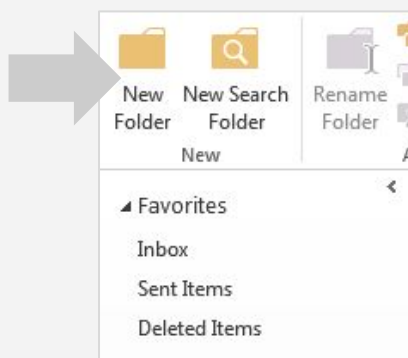 New Folder
New Search Folder
Rename Folder
New
Favorites
Inbox
Sent Items
Deleted Items